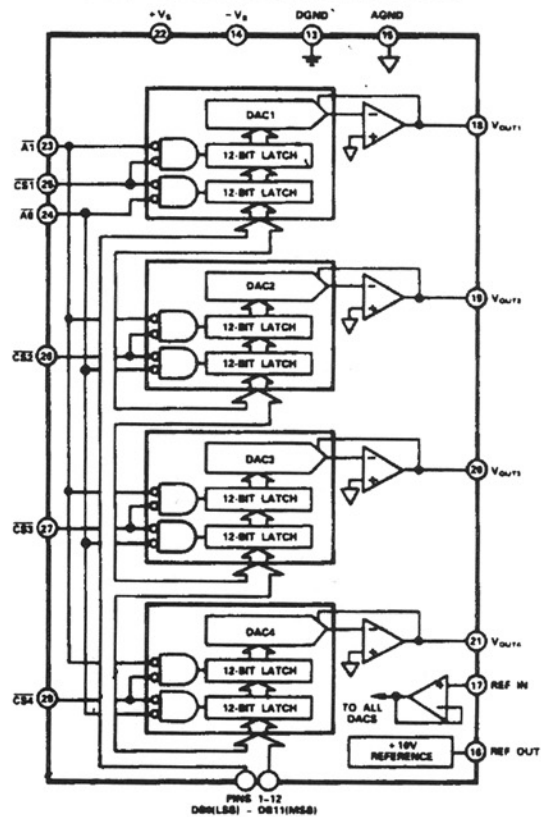 +Vs
-Vs
DGND
AGND
22
14
13
15
DAC1
12-BIT LATCH
12-BIT LATCH
A1 23
CS1 25
A0 24
18 VOUT1
DAC2
12-BIT LATCH
12-BIT LATCH
CS2 26
19 VOUT2
DAC3
12-BIT LATCH
12-BIT LATCH
CS3 27
20 VOUT3
DAC4
12-BIT LATCH
12-BIT LATCH
CS4 28
21 VOUT4
17 REF IN
TO ALL
DACS
+10V
REFERENCE
16 REF OUT
PINS 1-12
DB0(LSB) - DB11(MSB)